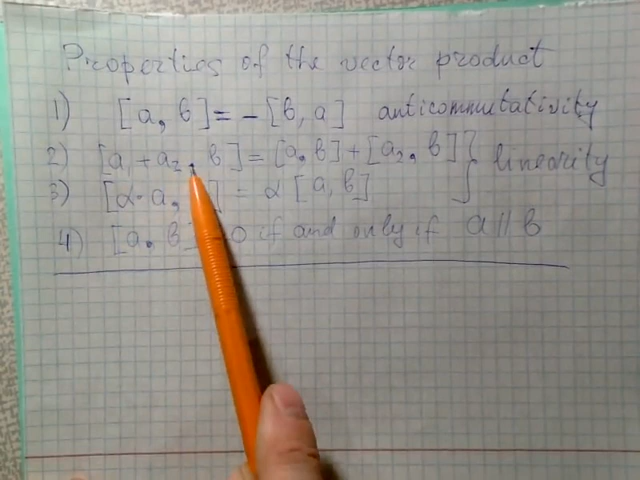 Properties of the vector product
1) [a, b] = - [b, a] anticommutativity
2) [a₁ + a₂, b] = [a₁, b] + [a₂, b] } linearity
3) [α · a, ] = α [a, b]
4) [a, b] 0 if and only if a || b